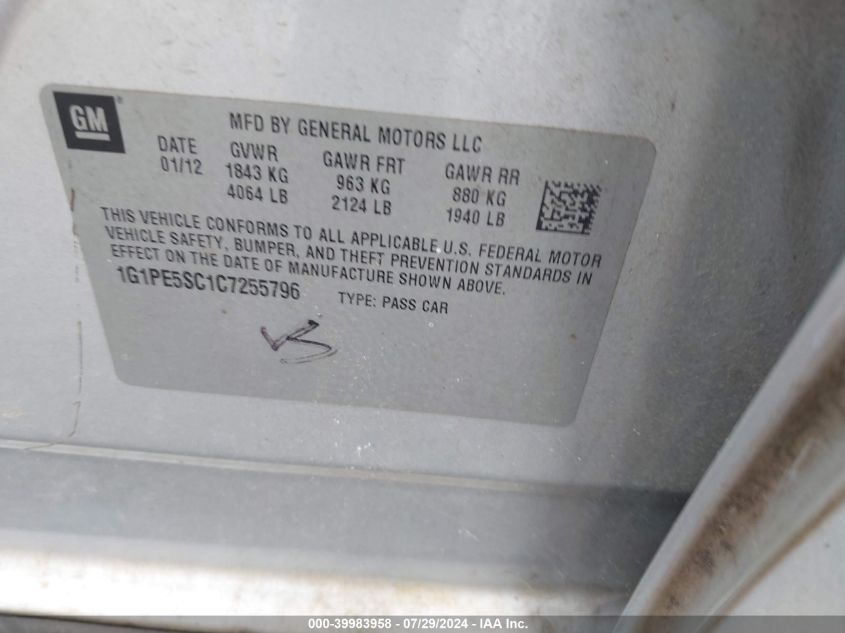 GM
MFD BY GENERAL MOTORS LLC
DATE GVWR GAWR FRT GAWR RR
01/12 1843 KG 963 KG 880 KG
4064 LB 2124 LB 1940 LB
THIS VEHICLE CONFORMS TO ALL APPLICABLE U.S. FEDERAL MOTOR
VEHICLE SAFETY, BUMPER, AND THEFT PREVENTION STANDARDS IN
EFFECT ON THE DATE OF MANUFACTURE SHOWN ABOVE.
1G1PE5SC1C7255796 TYPE: PASS CAR
000-39983958 - 07/29/2024 - IAA Inc.